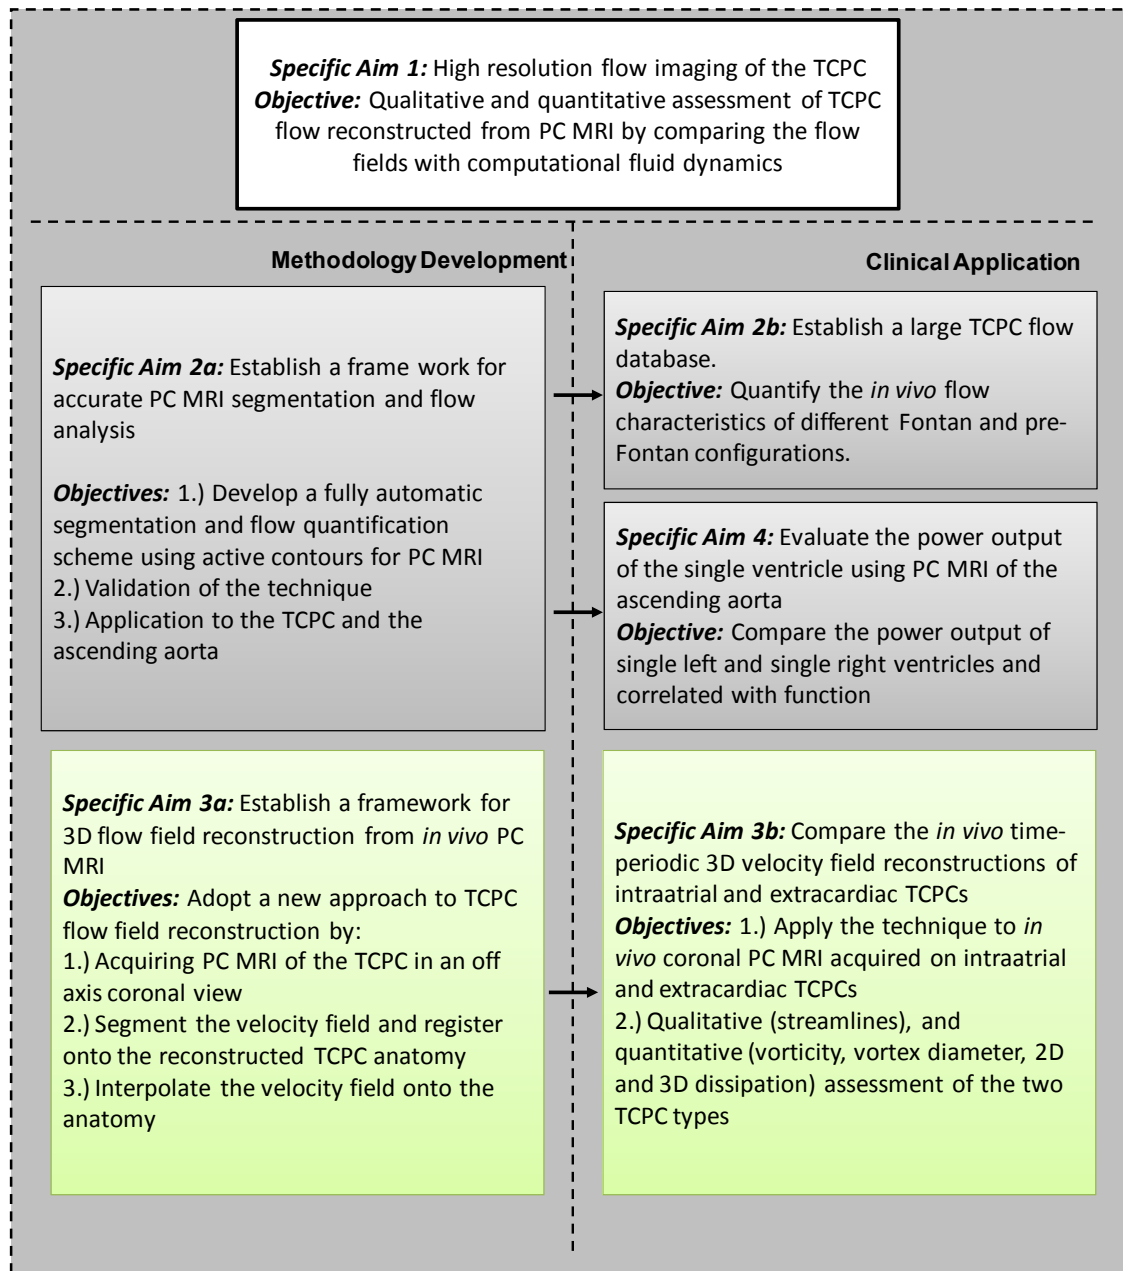 Specific Aim 1: High resolution flow imaging of the TCPC
Objective: Qualitative and quantitative assessment of TCPC
flow reconstructed from PC MRI by comparing the flow
fields with computational fluid dynamics
Methodology Development
Specific Aim 2a: Establish a frame work for
accurate PC MRI segmentation and flow
analysis
Objectives: 1.) Develop a fully automatic
segmentation and flow quantification
scheme using active contours for PC MRI
2.) Validation of the technique
3.) Application to the TCPC and the
ascending aorta
Specific Aim 3a: Establish a framework for
3D flow field reconstruction from in vivo PC
MRI
Objectives: Adopt a new approach to TCPC
flow field reconstruction by:
1.) Acquiring PC MRI of the TCPC in an off
axis coronal view
2.) Segment the velocity field and register
onto the reconstructed TCPC anatomy
3.) Interpolate the velocity field onto the
anatomy
Clinical Application
Specific Aim 2b: Establish a large TCPC flow
database.
Objective: Quantify the in vivo flow
characteristics of different Fontan and pre-
Fontan configurations.
Specific Aim 4: Evaluate the power output
of the single ventricle using PC MRI of the
ascending aorta
Objective: Compare the power output of
single left and single right ventricles and
correlated with function
Specific Aim 3b: Compare the in vivo time-
periodic 3D velocity field reconstructions of
intraatrial and extracardiac TCPCs
Objectives: 1.) Apply the technique to in
vivo coronal PC MRI acquired on intraatrial
and extracardiac TCPCs
2.) Qualitative (streamlines), and
quantitative (vorticity, vortex diameter, 2D
and 3D dissipation) assessment of the two
TCPC types